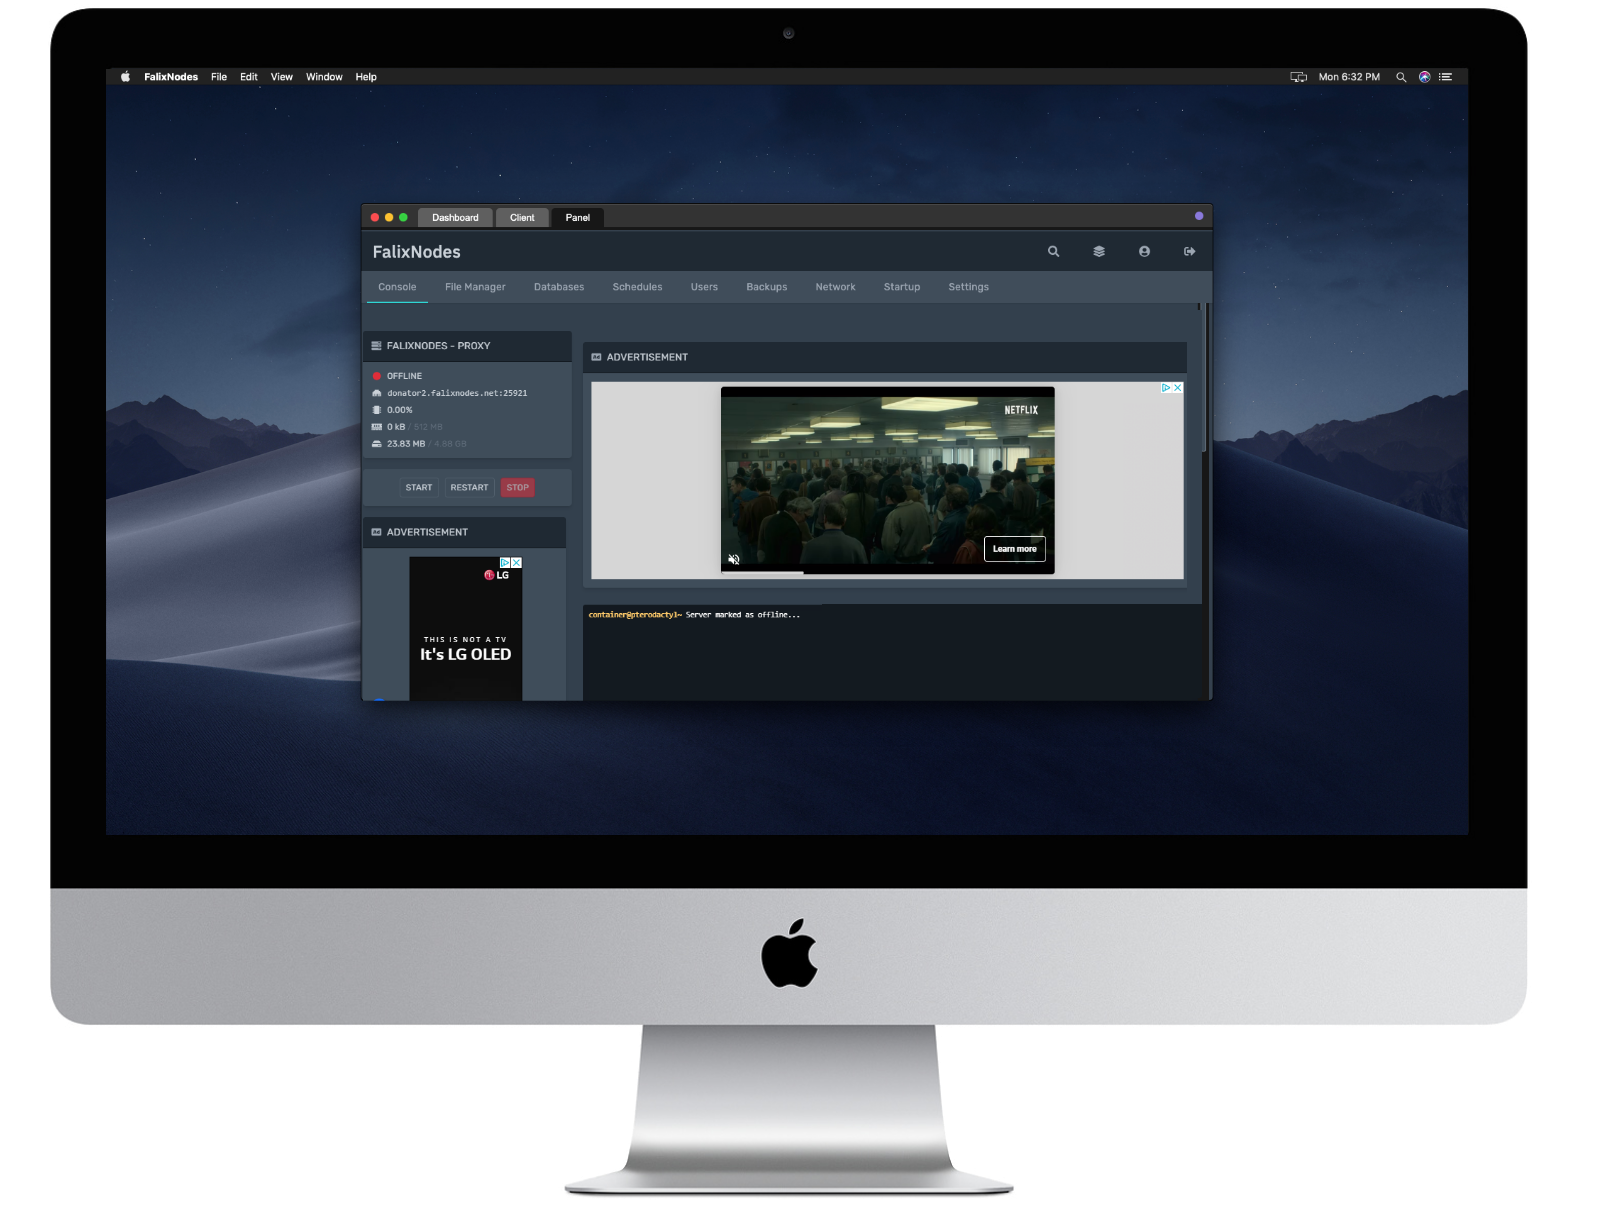 FalixNodes File Edit View Window Help
Mon 6:32 PM
Dashboard Client Panel
FalixNodes
Console File Manager Databases Schedules Users Backups Network Startup Settings
FALIXNODES - PROXY
OFFLINE
donator2.falixnodes.net:25921
0.00%
0 kB / 512 MB
23.83 MB / 4.88 GB
START RESTART STOP
ADVERTISEMENT
LG
THIS IS NOT A TV
It's LG OLED
ADVERTISEMENT
NETFLIX
Learn more
container@pterodactyl~ Server marked as offline...